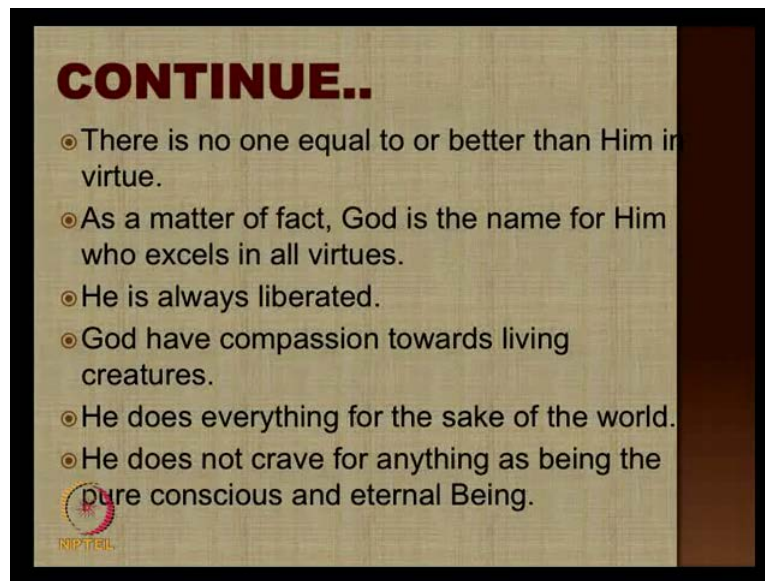 CONTINUE..
There is no one equal to or better than Him in
virtue.
As a matter of fact, God is the name for Him
who excels in all virtues.
He is always liberated.
God have compassion towards living
creatures.
He does everything for the sake of the world.
He does not crave for anything as being the
pure conscious and eternal Being.
NPTEL